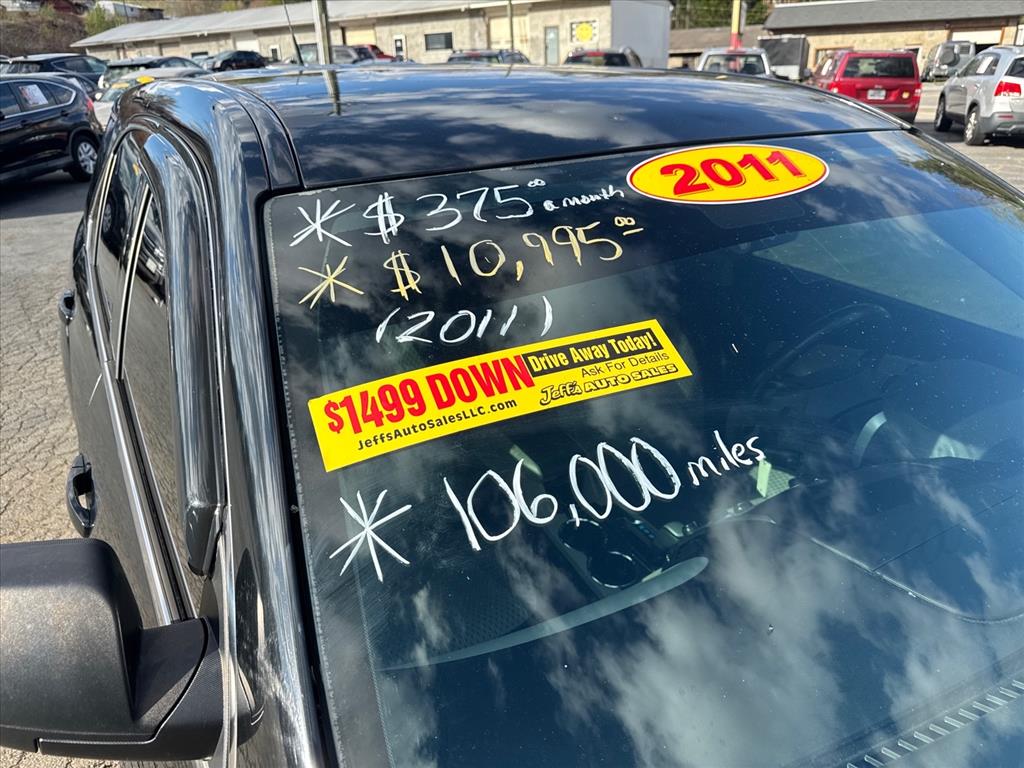 2011
* $375.00 a month
* $10,995.00
(2011)
$1499 DOWN
Drive Away Today!
Ask For Details
JeffsAutoSalesLLC.com
Jeff's AUTO SALES
* 106,000 miles